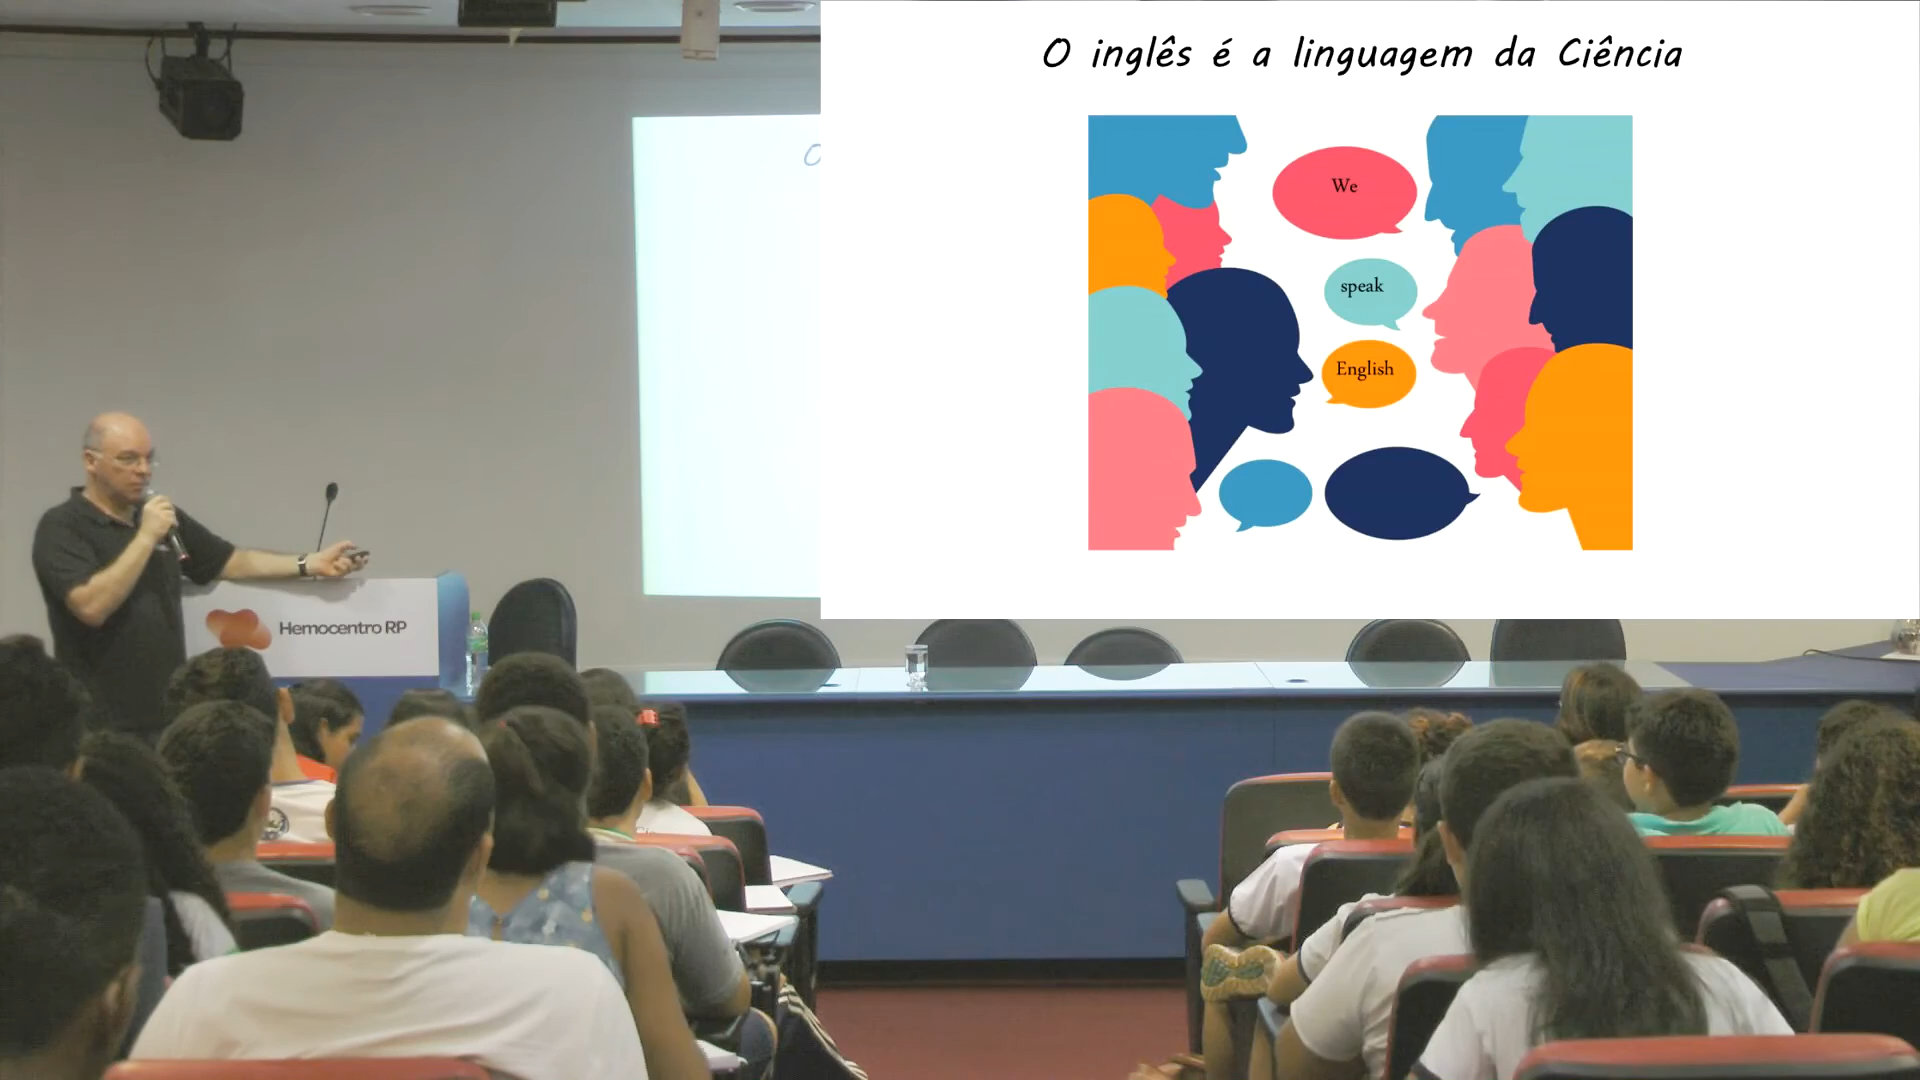 O inglês é a linguagem da Ciência
We
speak
English
O
Hemocentro RP